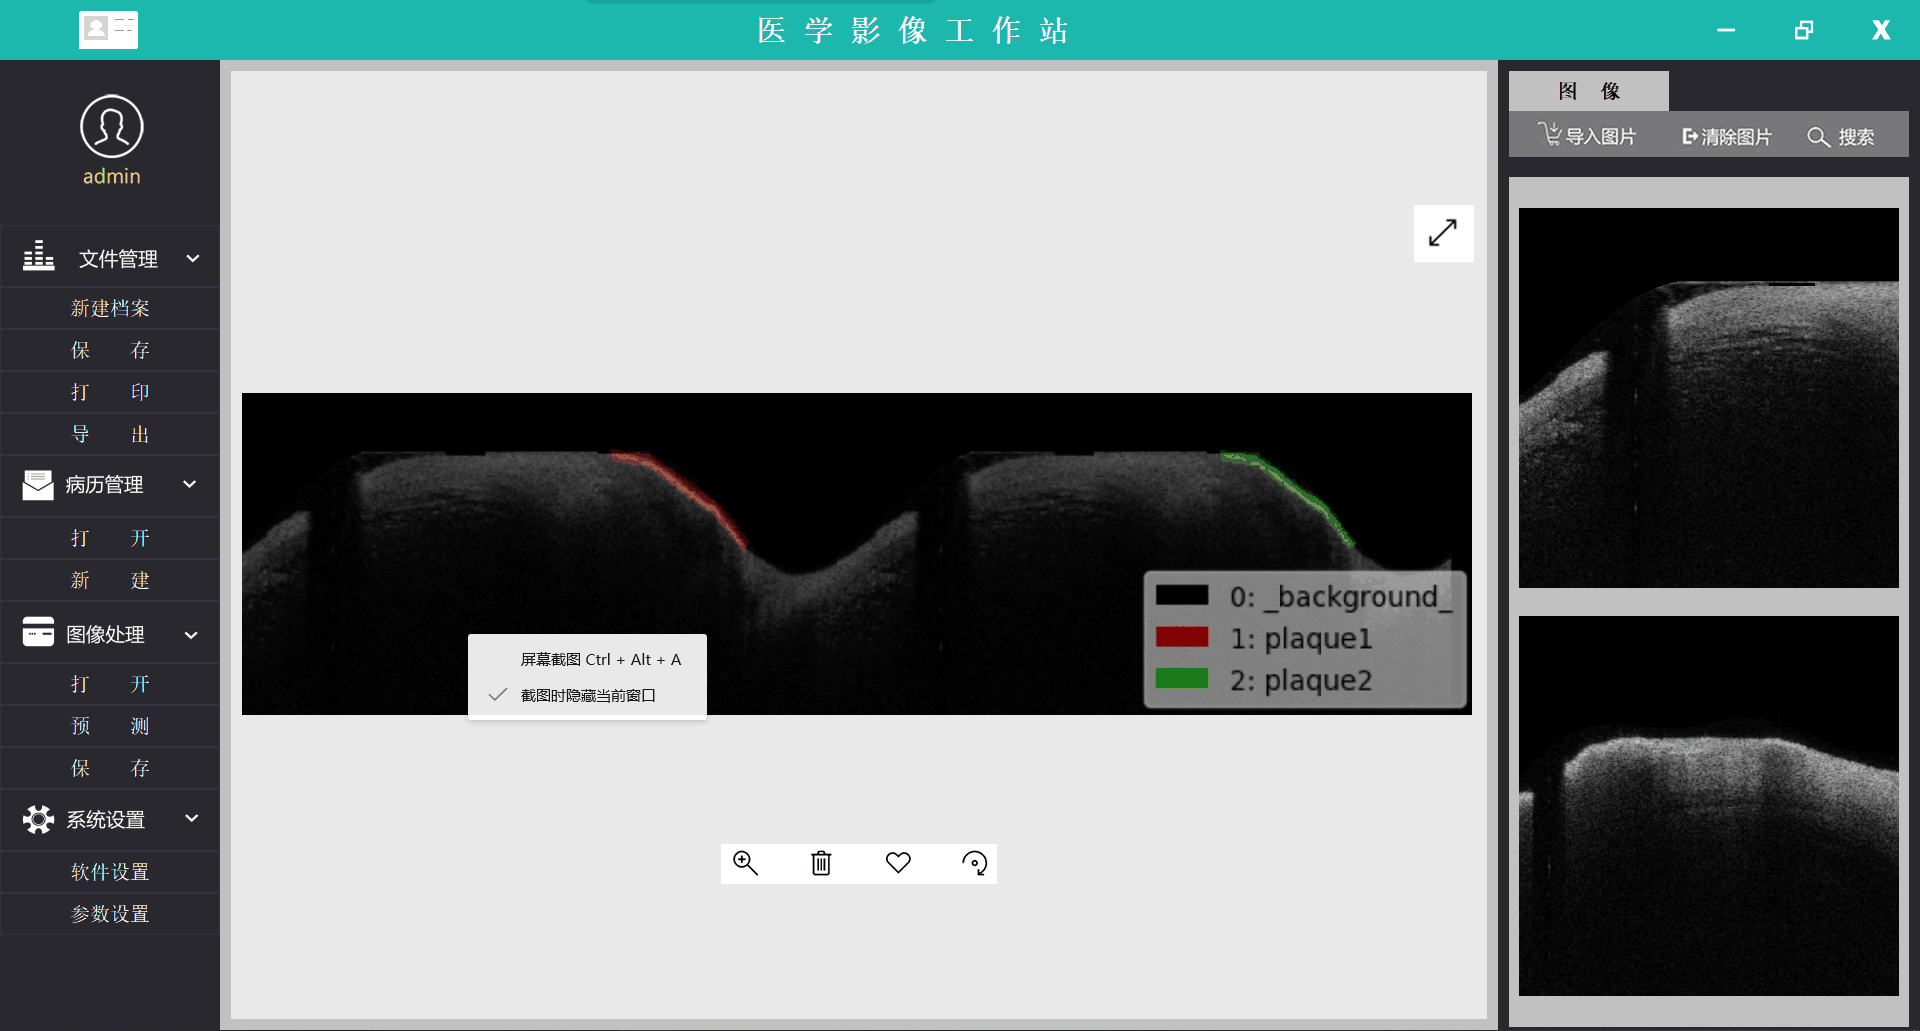 医学影像工作站
X
admin
文件管理
新建档案
保 存
打 印
导 出
病历管理
打 开
新 建
图像处理
打 开
预 测
保 存
系统设置
软件设置
参数设置
0: _background_
1: plaque1
2: plaque2
屏幕截图 Ctrl + Alt + A
截图时隐藏当前窗口
图 像
导入图片 清除图片 搜索